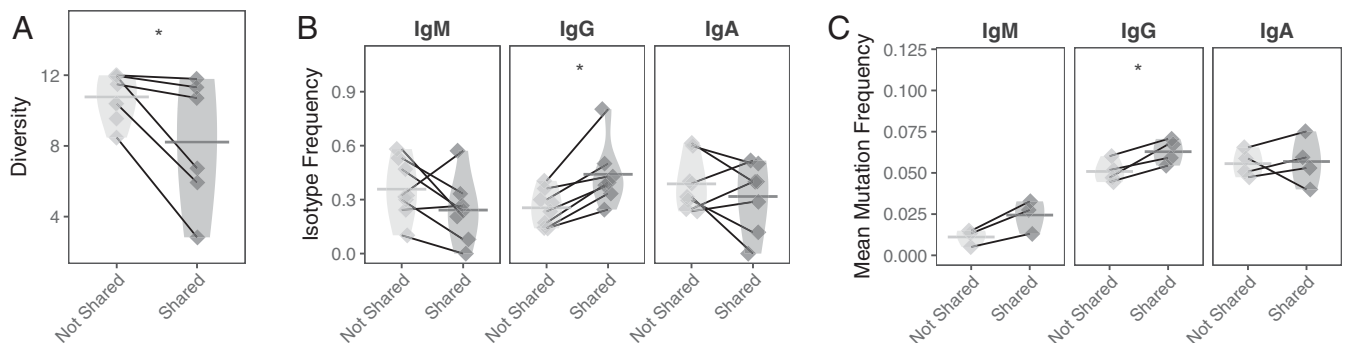 A
*
Diversity
12
8
4
Not Shared
Shared
B
IgM
IgG
IgA
*
Isotype Frequency
0.9
0.6
0.3
0.0
Not Shared
Shared
Not Shared
Shared
Not Shared
Shared
C
IgM
IgG
IgA
*
Mean Mutation Frequency
0.125
0.100
0.075
0.050
0.025
0.000
Not Shared
Shared
Not Shared
Shared
Not Shared
Shared